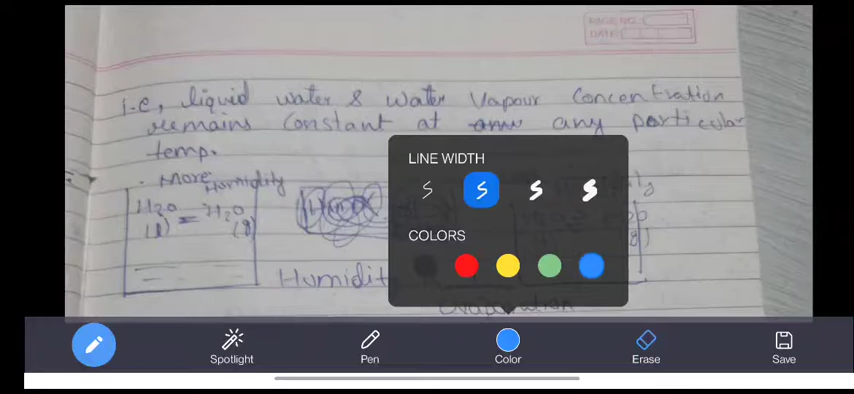 PAGE NO.:
DATE:
i.e, liquid water & water Vapour Concentration
remains Constant at any particular
temp.
. More Humidity
H2O = H2O
(l) (g)
Humidity
evaporation
LINE WIDTH
COLORS
Spotlight
Pen
Color
Erase
Save